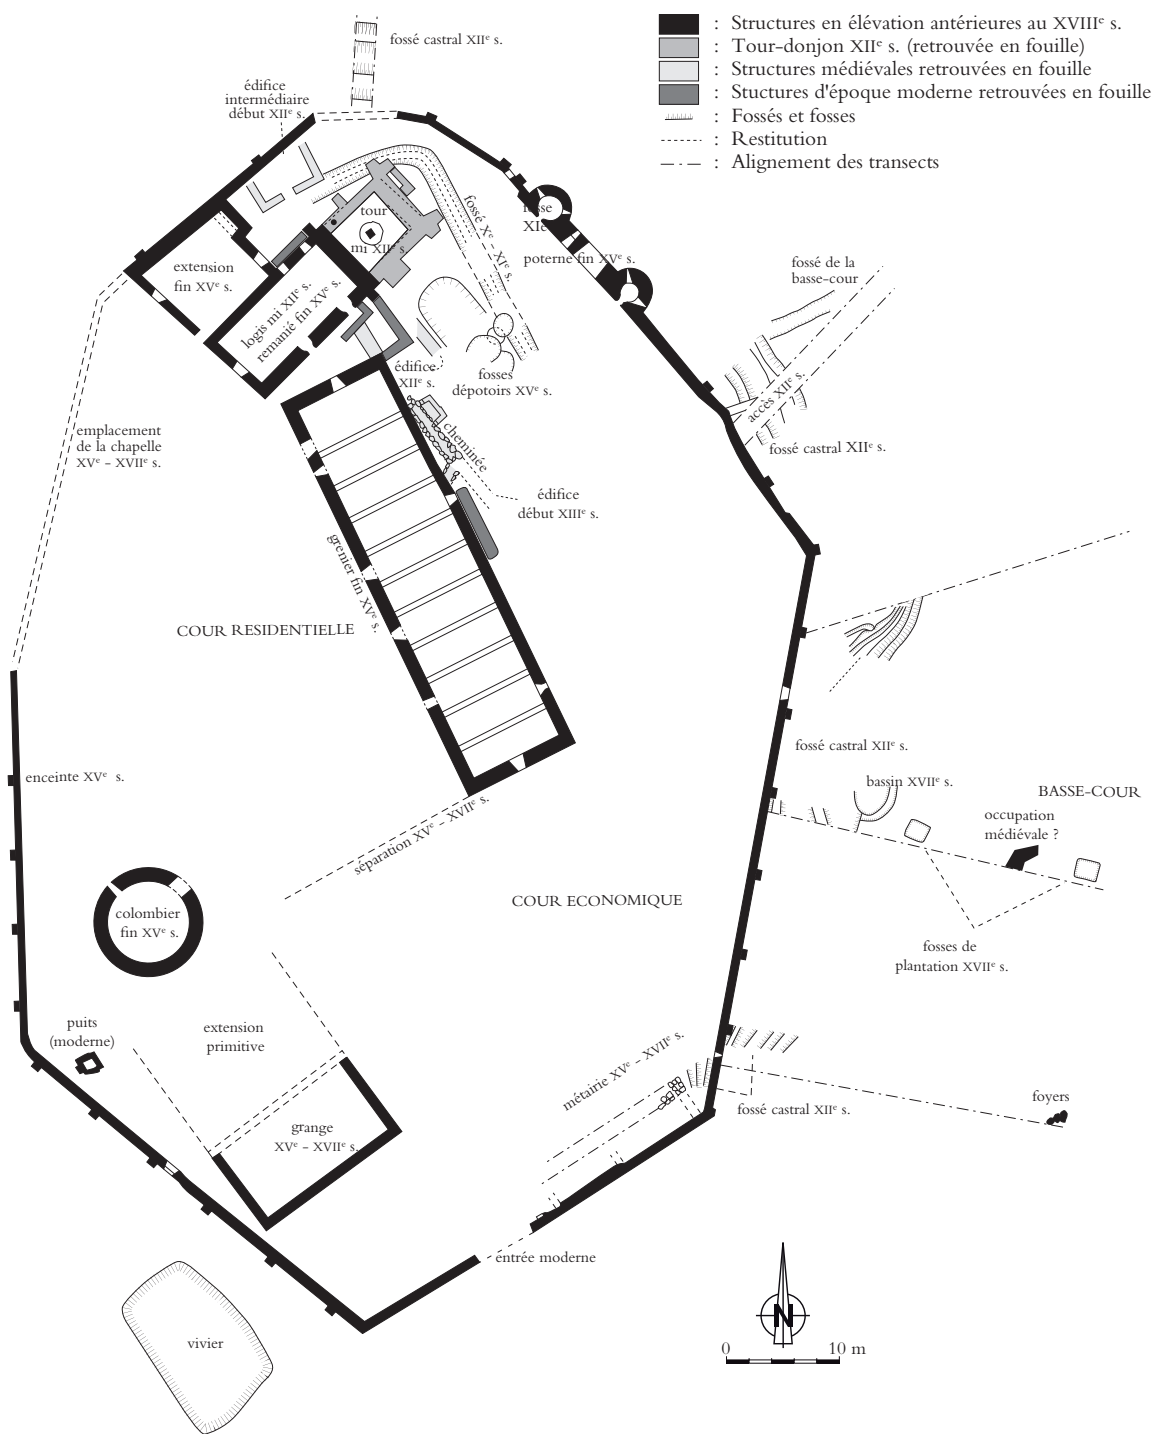 : Structures en élévation antérieures au XVIIIe s.
: Tour-donjon XIIe s. (retrouvée en fouille)
: Structures médiévales retrouvées en fouille
: Stuctures d'époque moderne retrouvées en fouille
: Fossés et fosses
: Restitution
: Alignement des transects
fossé castral XIIe s.
édifice
intermédiaire
début XIIe s.
tour
mi XIIe s.
fossé Xe - XIe s.
fosse
XIe
poterne fin XVe s.
extension
fin XVe s.
logis mi XIIe s.
remanié fin XVe s.
fossé de la
basse-cour
accès XIIe s.
fossé castral XIIe s.
édifice
XIIe s.
fosses
dépotoirs XVe s.
cheminée
édifice
début XIIIe s.
emplacement
de la chapelle
XVe - XVIIe s.
grenier fin XVe s.
COUR RESIDENTIELLE
fossé castral XIIe s.
enceinte XVe s.
bassin XVIIe s.
BASSE-COUR
occupation
médiévale ?
séparation XVe - XVIIe s.
COUR ECONOMIQUE
colombier
fin XVe s.
fosses de
plantation XVIIe s.
puits
(moderne)
extension
primitive
métairie XVe - XVIIe s.
fossé castral XIIe s.
foyers
grange
XVe - XVIIe s.
entrée moderne
vivier
N
0 10 m